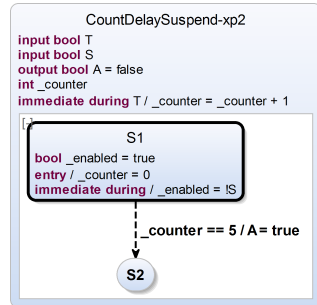 CountDelaySuspend-xp2
input bool T
input bool S
output bool A = false
int _counter
immediate during T / _counter = _counter + 1
[-]
S1
bool _enabled = true
entry / _counter = 0
immediate during / _enabled = !S
_counter == 5 / A = true
S2